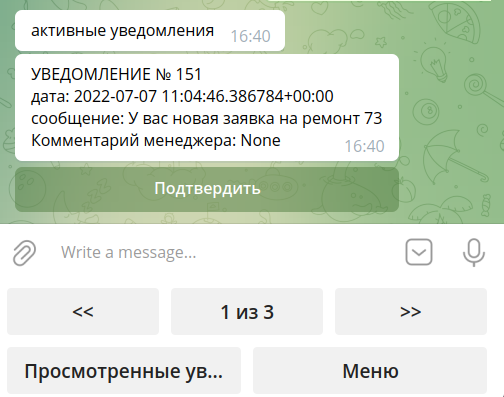 активные уведомления
16:40
УВЕДОМЛЕНИЕ № 151
дата: 2022-07-07 11:04:46.386784+00:00
сообщение: У вас новая заявка на ремонт 73
Комментарий менеджера: None
16:40
Подтвердить
Write a message...
<<
1 из 3
>>
Просмотренные ув...
Меню